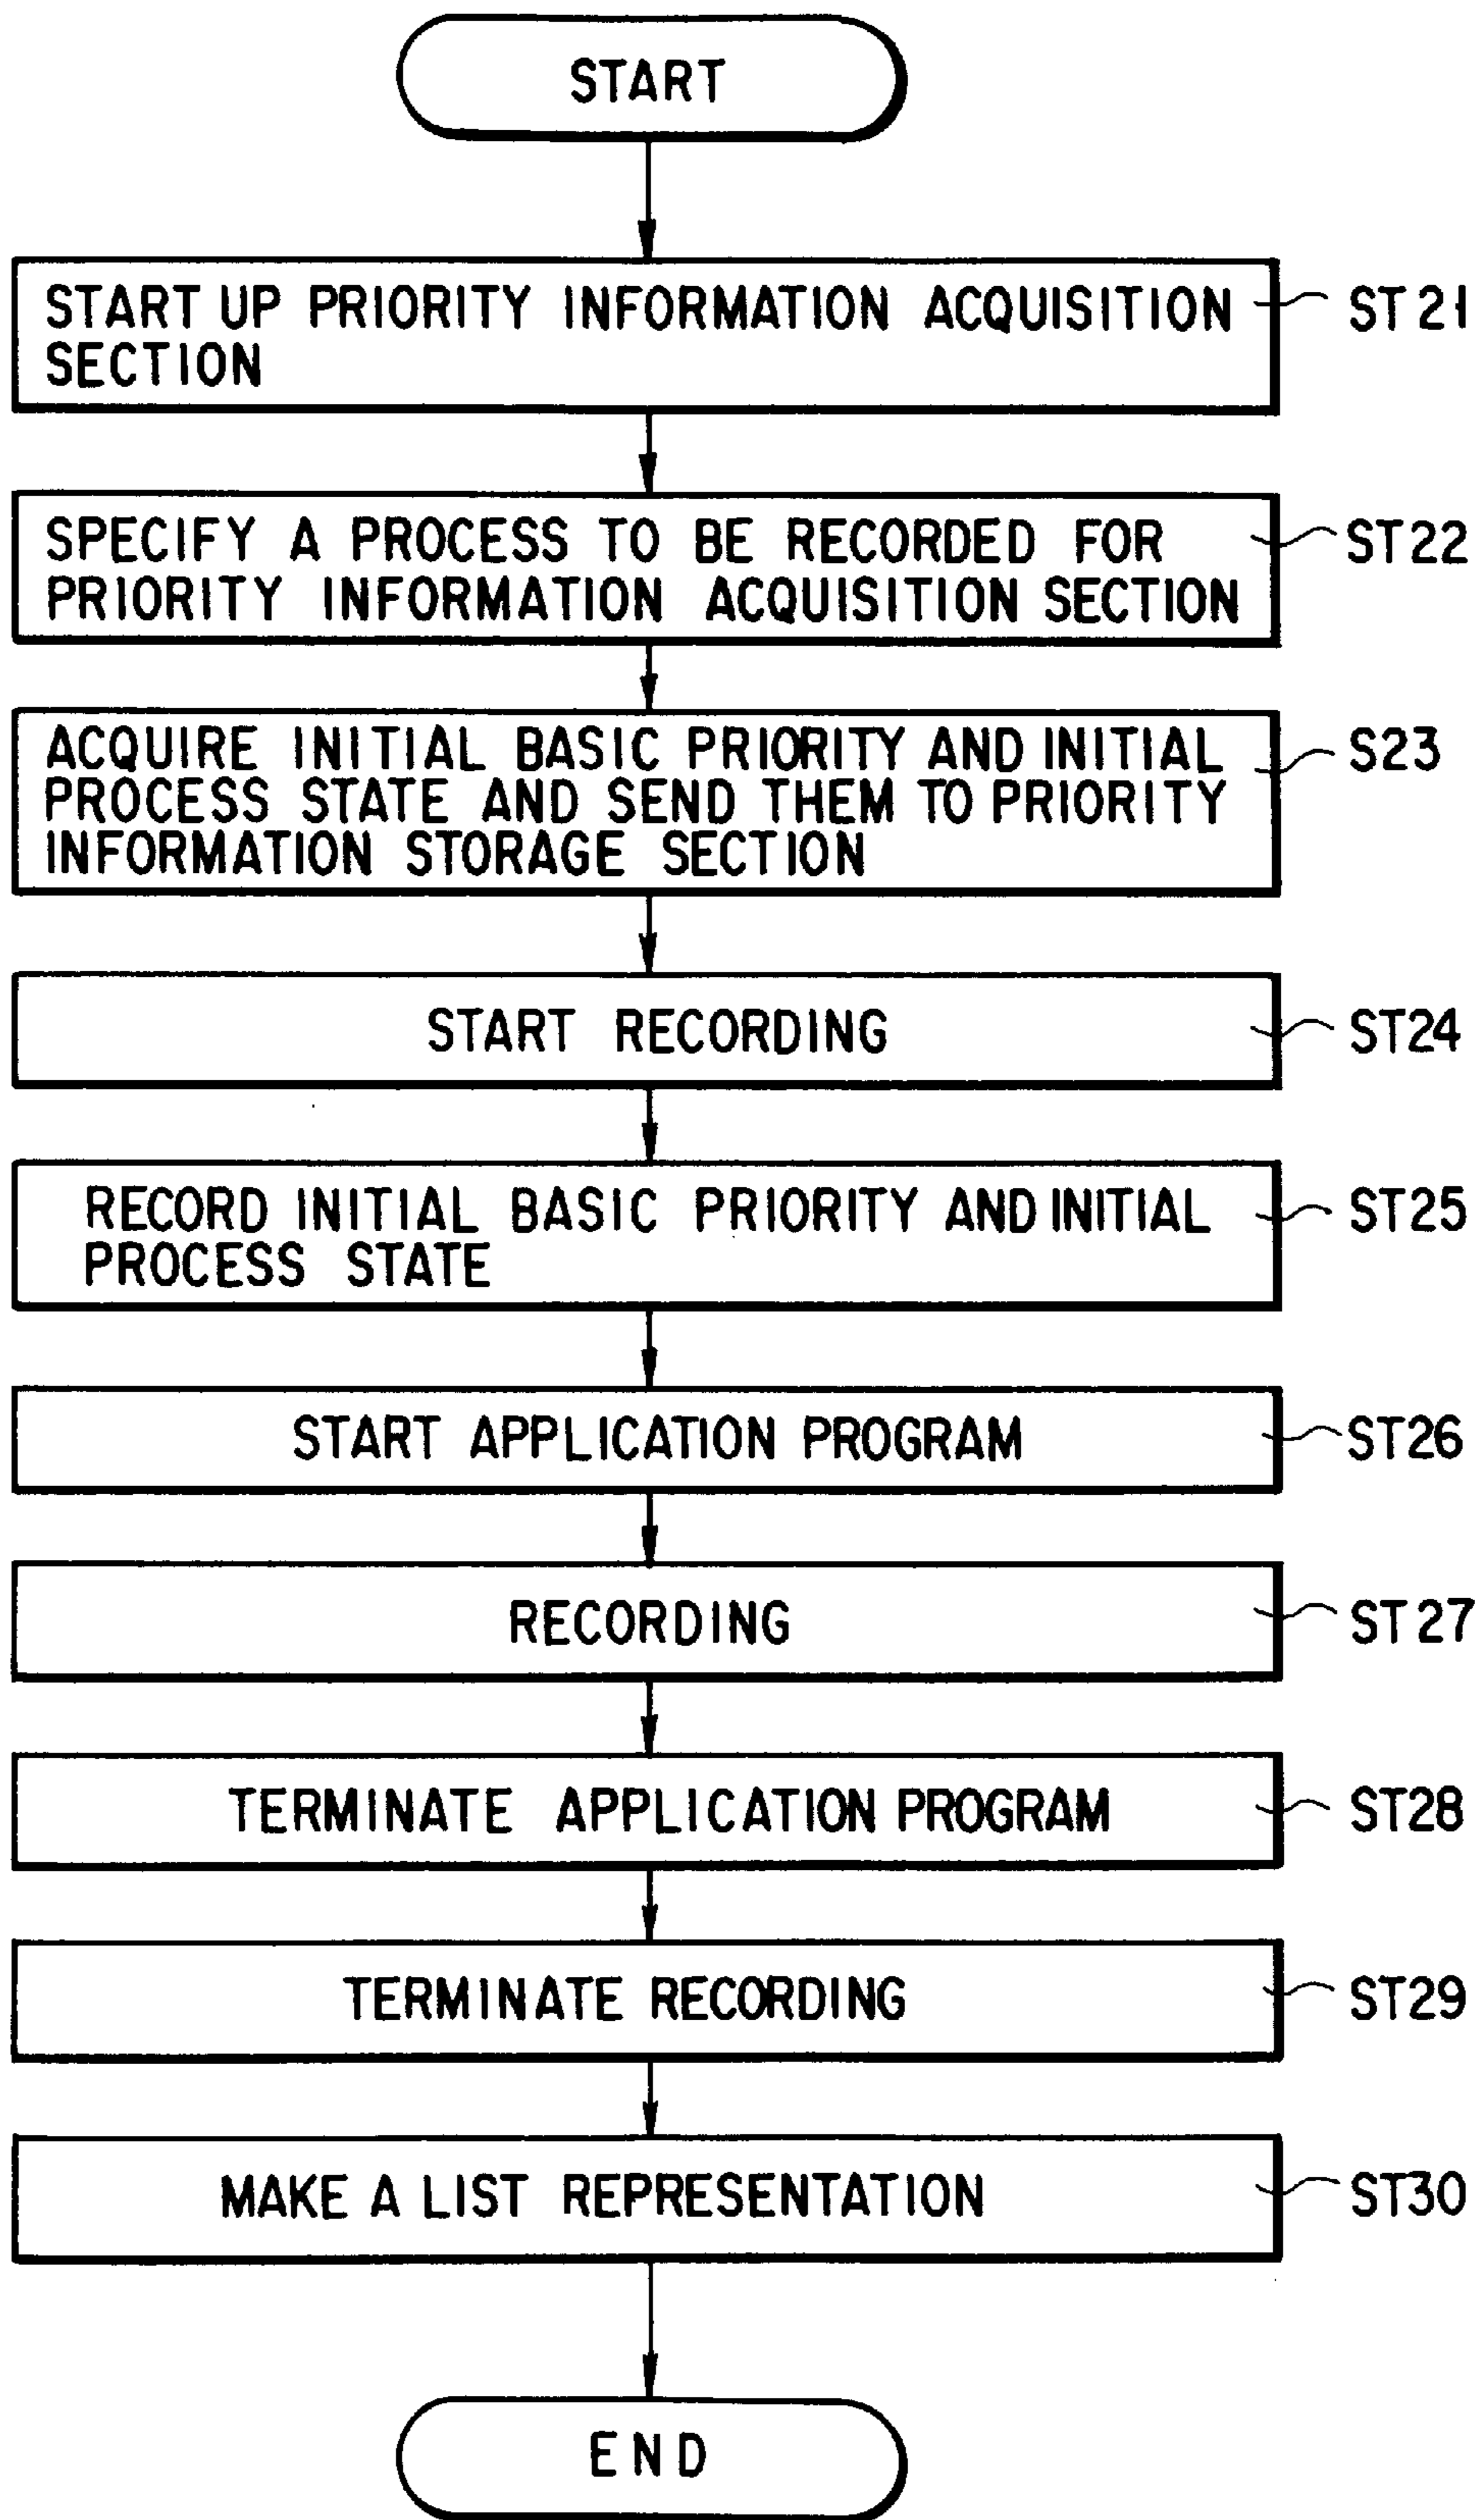 START
START UP PRIORITY INFORMATION ACQUISITION
SECTION
ST21
SPECIFY A PROCESS TO BE RECORDED FOR
PRIORITY INFORMATION ACQUISITION SECTION
ST22
ACQUIRE INITIAL BASIC PRIORITY AND INITIAL
PROCESS STATE AND SEND THEM TO PRIORITY
INFORMATION STORAGE SECTION
S23
START RECORDING
ST24
RECORD INITIAL BASIC PRIORITY AND INITIAL
PROCESS STATE
ST25
START APPLICATION PROGRAM
ST26
RECORDING
ST27
TERMINATE APPLICATION PROGRAM
ST28
TERMINATE RECORDING
ST29
MAKE A LIST REPRESENTATION
ST30
END